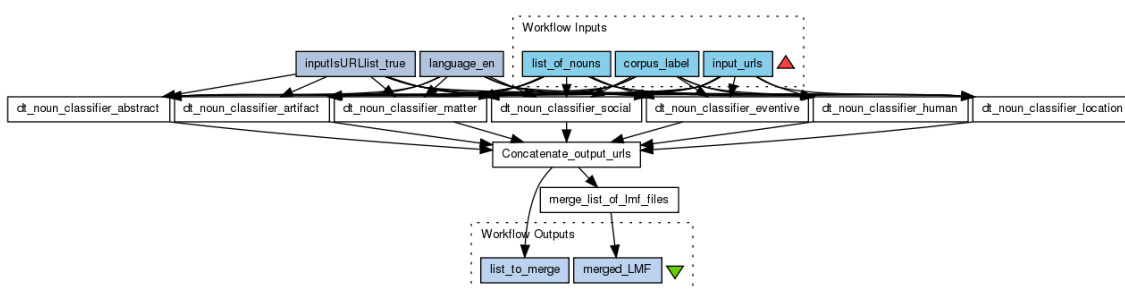 Workflow Inputs
inputIsURLlist_true
language_en
list_of_nouns
corpus_label
input_urls
dt_noun_classifier_abstract
dt_noun_classifier_artifact
dt_noun_classifier_matter
dt_noun_classifier_social
dt_noun_classifier_eventive
dt_noun_classifier_human
dt_noun_classifier_location
Concatenate_output_urls
merge_list_of_lmf_files
Workflow Outputs
list_to_merge
merged_LMF